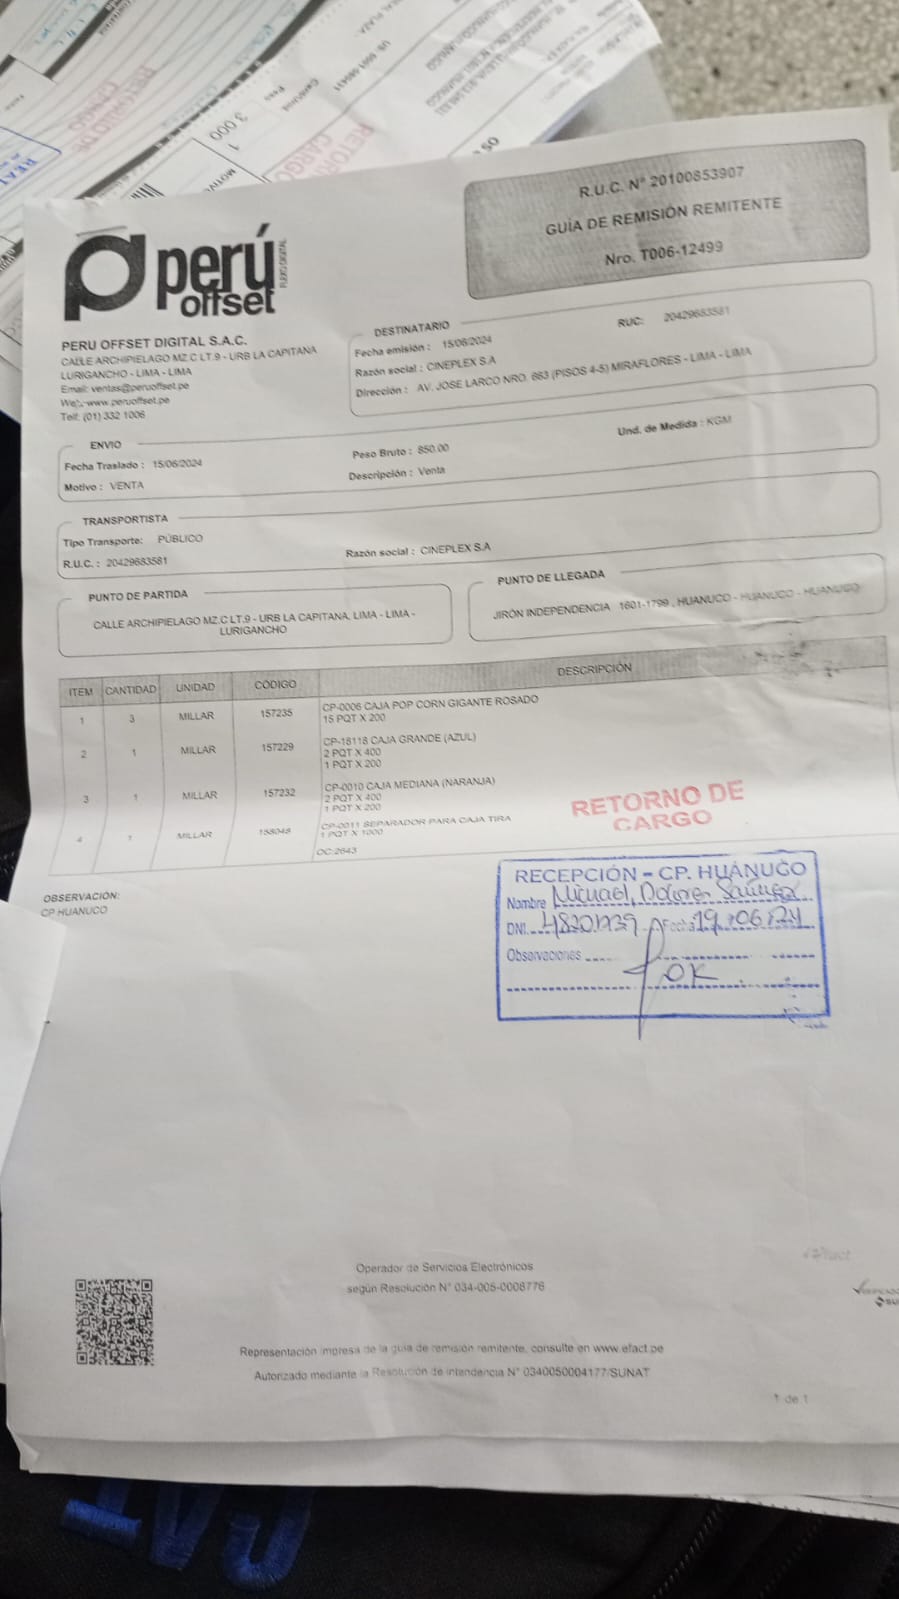 R.U.C. N° 20100853907
GUÍA DE REMISIÓN REMITENTE
Nro. T006-12499
perú
offset
PERU OFFSET DIGITAL S.A.C.
CALLE ARCHIPIELAGO MZ.C LT.9 - URB LA CAPITANA
LURIGANCHO - LIMA - LIMA
Email: ventas@peruoffset.pe
Web: www.peruoffset.pe
Telf: (01) 332 1006
DESTINATARIO
Fecha emisión : 15/06/2024 RUC: 20429683581
Razón social : CINEPLEX S.A
Dirección : AV. JOSE LARCO NRO. 663 (PISOS 4-5) MIRAFLORES - LIMA - LIMA
ENVIO
Fecha Traslado : 15/06/2024 Peso Bruto : 850.00 Und. de Medida : KGM
Motivo : VENTA Descripción : Venta
TRANSPORTISTA
Tipo Transporte: PÚBLICO
R.U.C. : 20429683581 Razón social : CINEPLEX S.A
PUNTO DE PARTIDA
CALLE ARCHIPIELAGO MZ.C LT.9 - URB LA CAPITANA, LIMA - LIMA -
LURIGANCHO
PUNTO DE LLEGADA
JIRÓN INDEPENDENCIA 1601-1799 , HUANUCO - HUANUCO - HUANUCO
ITEM CANTIDAD UNIDAD CÓDIGO DESCRIPCIÓN
1 3 MILLAR 157235 CP-0006 CAJA POP CORN GIGANTE ROSADO
15 PQT X 200
2 1 MILLAR 157229 CP-18118 CAJA GRANDE (AZUL)
2 PQT X 400
1 PQT X 200
3 1 MILLAR 157232 CP-0010 CAJA MEDIANA (NARANJA)
2 PQT X 400
1 PQT X 200
4 1 MILLAR 158048 CP-0011 SEPARADOR PARA CAJA TIRA
1 PQT X 1000
OC:2643
RETORNO DE
CARGO
OBSERVACIÓN:
CP HUANUCO
RECEPCIÓN - CP. HUÁNUCO
Nombre
DNI Fecha 19/06/24
Observaciones
OK
Operador de Servicios Electrónicos
según Resolución N° 034-005-0008776
Representación impresa de la guía de remisión remitente, consulte en www.efact.pe
Autorizado mediante la Resolución de intendencia N° 0340050004177/SUNAT
1 de 1